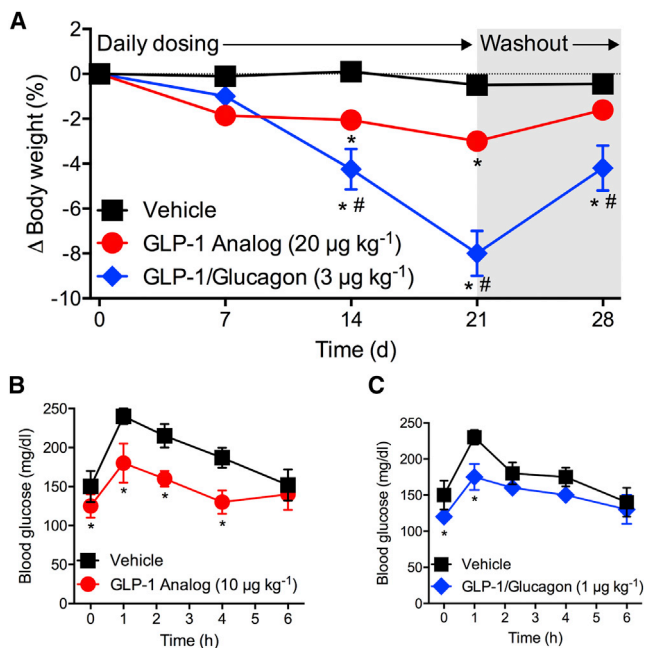 A
Daily dosing
Washout
2
0
-2
-4
-6
-8
-10
Δ Body weight (%)
*
*
* #
* #
* #
Vehicle
GLP-1 Analog (20 µg kg-1)
GLP-1/Glucagon (3 µg kg-1)
0 7 14 21 28
Time (d)
B
250
200
150
100
50
0
Blood glucose (mg/dl)
* * * *
Vehicle
GLP-1 Analog (10 µg kg-1)
0 1 2 3 4 5 6
Time (h)
C
250
200
150
100
50
0
Blood glucose (mg/dl)
* *
Vehicle
GLP-1/Glucagon (1 µg kg-1)
0 1 2 3 4 5 6
Time (h)